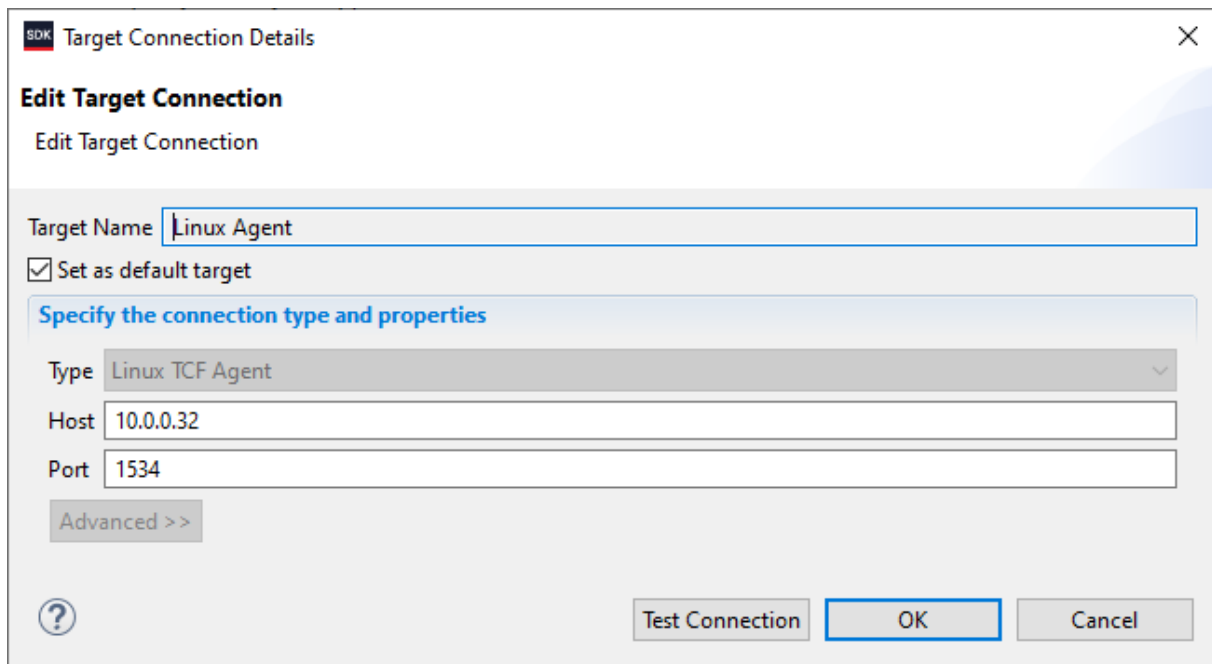 SDK Target Connection Details
Edit Target Connection
Edit Target Connection
Target Name Linux Agent
Set as default target
Specify the connection type and properties
Type Linux TCF Agent
Host 10.0.0.32
Port 1534
Advanced >>
? Test Connection OK Cancel